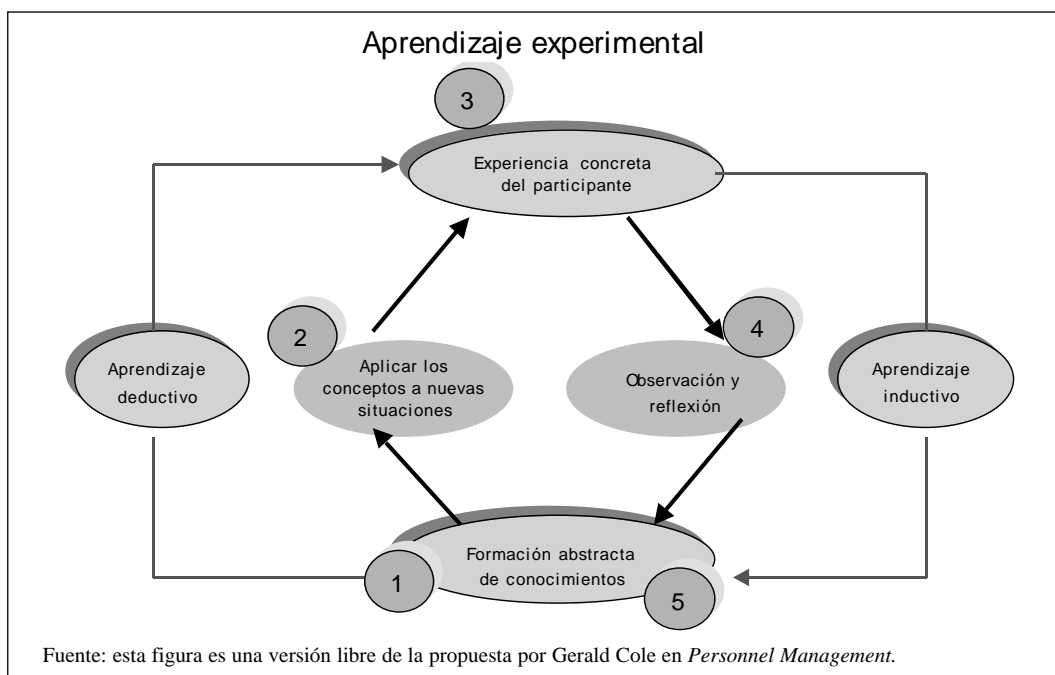 Aprendizaje experimental
3
Experiencia concreta
del participante
2
Aplicar los
conceptos a nuevas
situaciones
4
Observación y
reflexión
Aprendizaje
deductivo
Aprendizaje
inductivo
1
Formación abstracta
de conocimientos
5
Fuente: esta figura es una versión libre de la propuesta por Gerald Cole en Personnel Management.